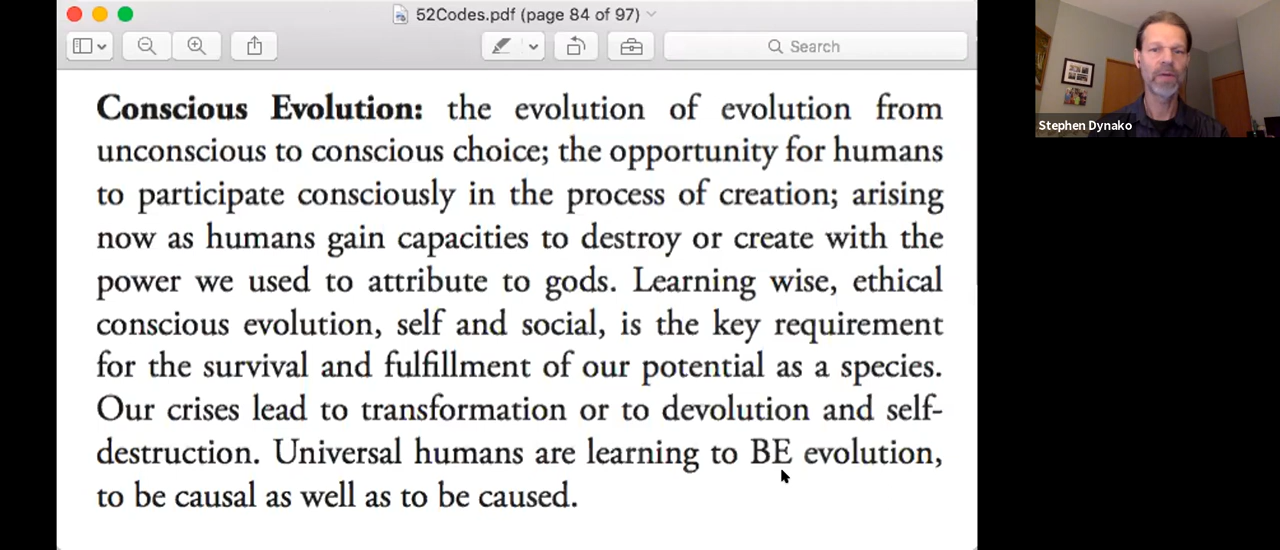 52Codes.pdf (page 84 of 97)
Search
Conscious Evolution: the evolution of evolution from
unconscious to conscious choice; the opportunity for humans
to participate consciously in the process of creation; arising
now as humans gain capacities to destroy or create with the
power we used to attribute to gods. Learning wise, ethical
conscious evolution, self and social, is the key requirement
for the survival and fulfillment of our potential as a species.
Our crises lead to transformation or to devolution and self-
destruction. Universal humans are learning to BE evolution,
to be causal as well as to be caused.
Stephen Dynako